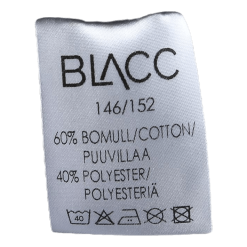 BLACC
146/152
60% BOMULL/COTTON/
PUUVILLAA
40% POLYESTER/
POLYESTERIÄ
40